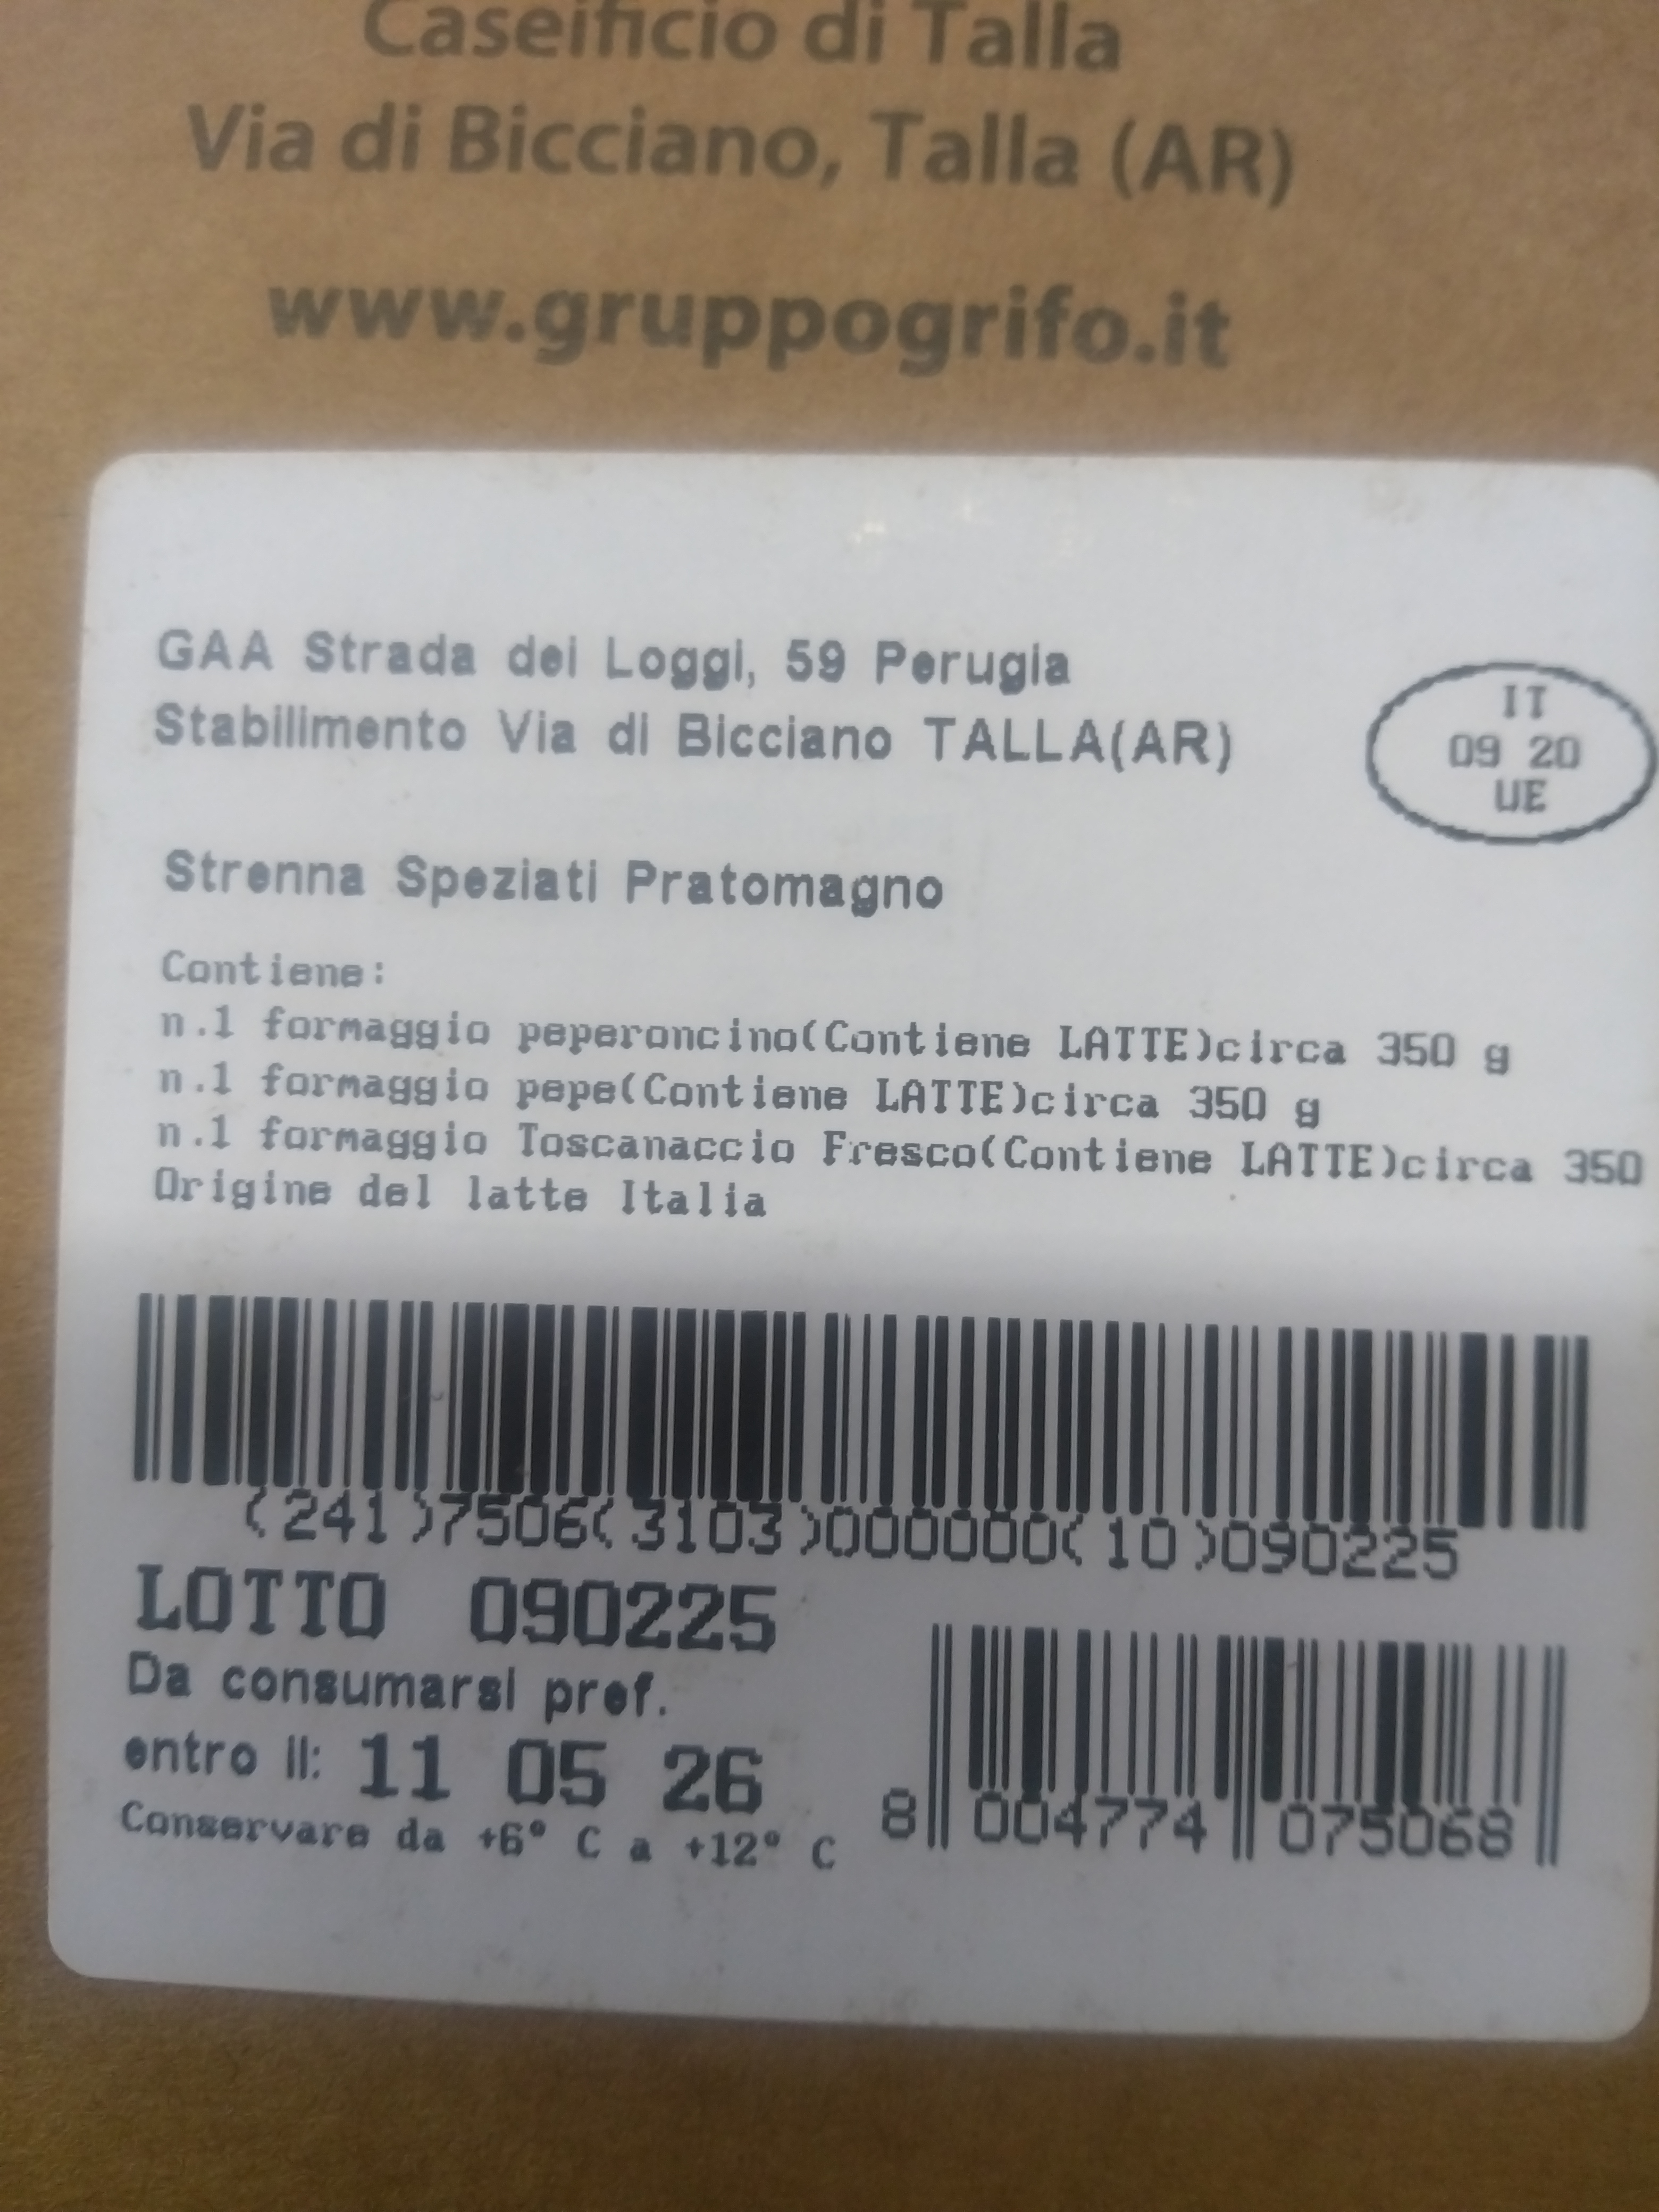 Caseificio di Talla
Via di Bicciano, Talla (AR)
www.gruppogrifo.it
GAA Strada dei Loggi, 59 Perugia
Stabilimento Via di Bicciano TALLA(AR)
IT
09 20
UE
Strenna Speziati Pratomagno
Contiene:
n.1 formaggio peperoncino(Contiene LATTE)circa 350 g
n.1 formaggio pepe(Contiene LATTE)circa 350 g
n.1 formaggio Toscanaccio Fresco(Contiene LATTE)circa 350
Origine del latte Italia
(241)7506(3103)000000(10)090225
LOTTO 090225
Da consumarsi pref.
entro il: 11 05 26
Conservare da +6° C a +12° C
8 004774 075068